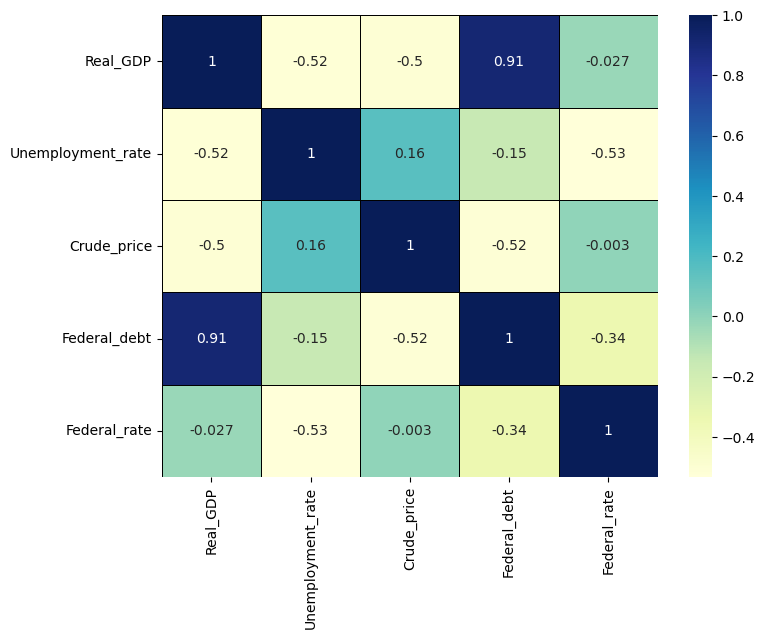 Real_GDP 1 -0.52 -0.5 0.91 -0.027
Unemployment_rate -0.52 1 0.16 -0.15 -0.53
Crude_price -0.5 0.16 1 -0.52 -0.003
Federal_debt 0.91 -0.15 -0.52 1 -0.34
Federal_rate -0.027 -0.53 -0.003 -0.34 1
Real_GDP
Unemployment_rate
Crude_price
Federal_debt
Federal_rate
1.0
0.8
0.6
0.4
0.2
0.0
−0.2
−0.4